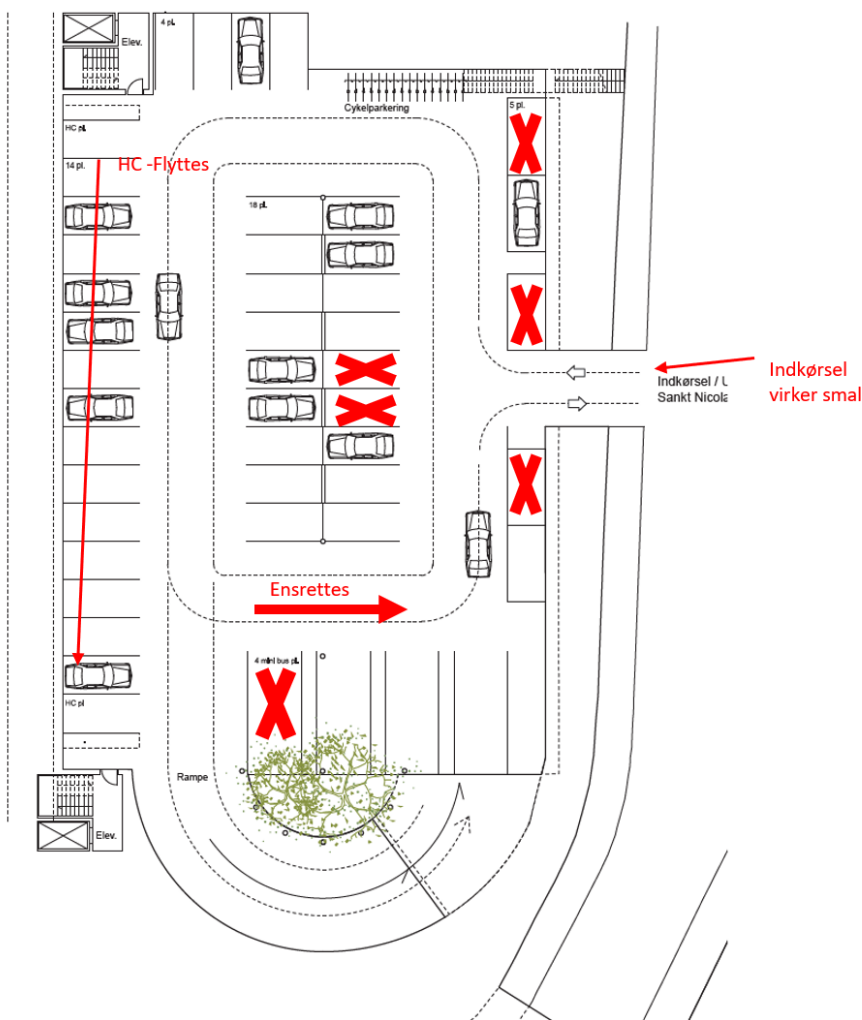 4 pl.
Elev.
Cykelparkering
5 pl.
HC pl.
14 pl.
HC -Flyttes
18 pl.
Indkørsel / U
Sankt Nicola
Indkørsel
virker smal
Ensrettes
4 mini bus pl.
HC pl
Rampe
Elev.